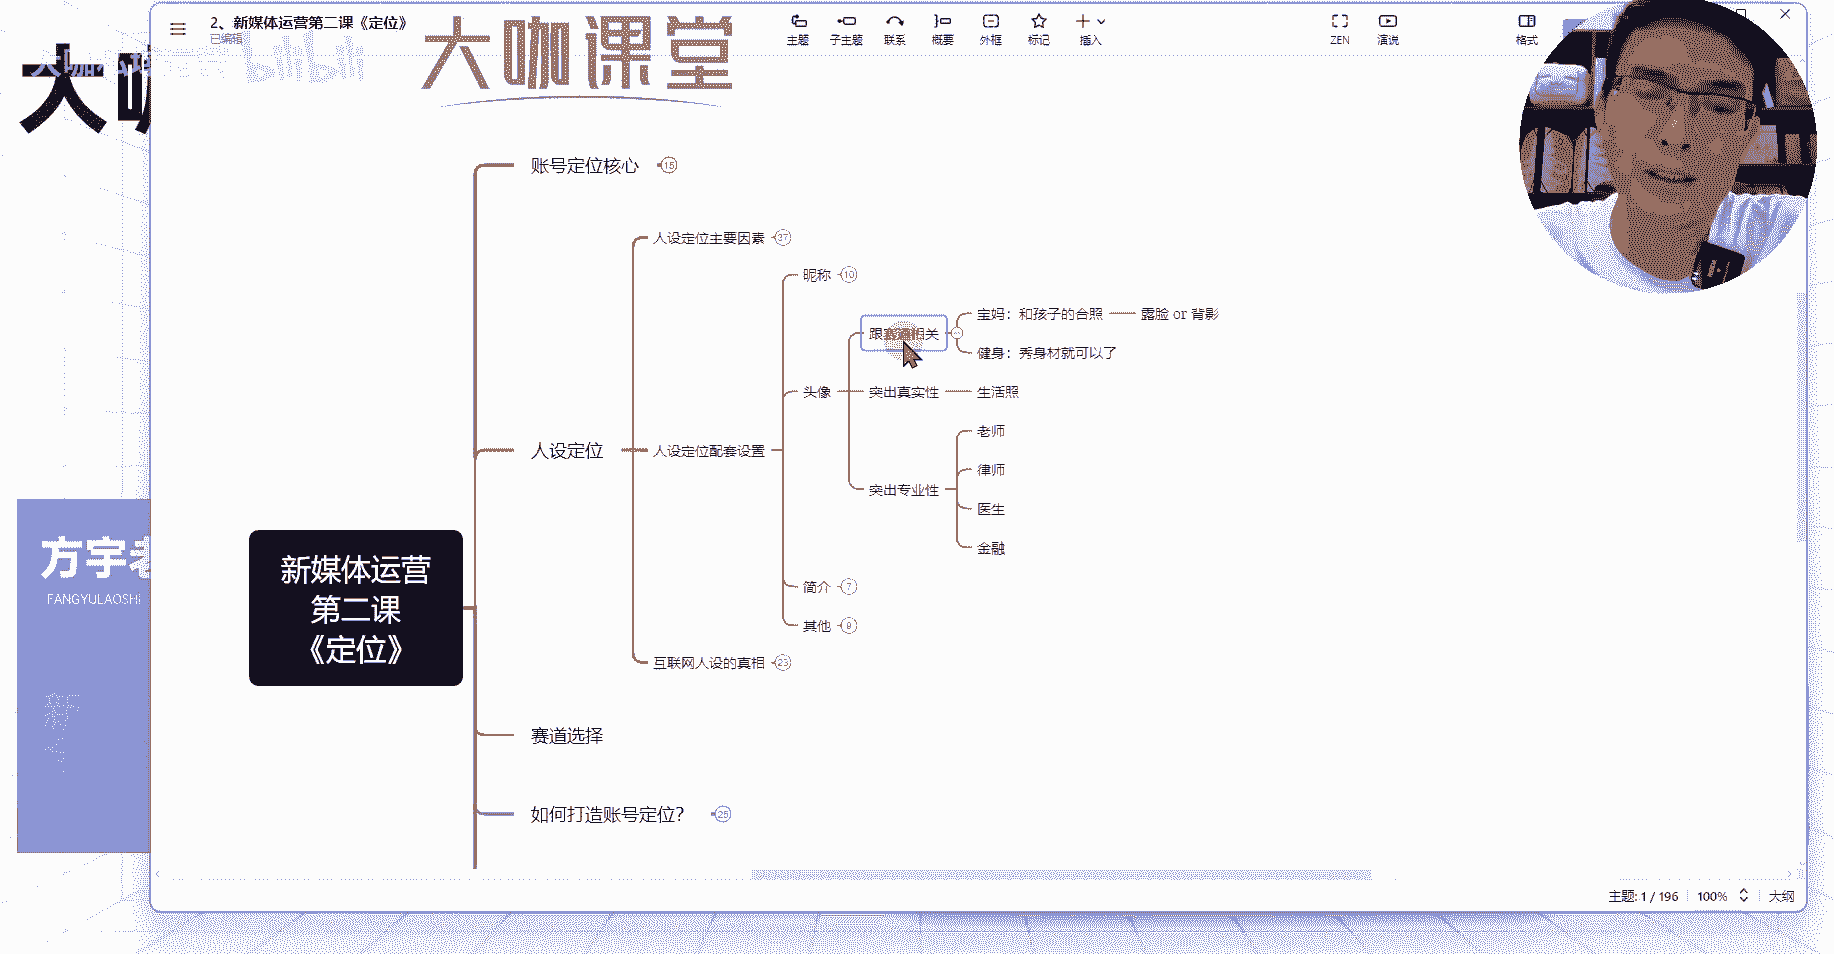 2、新媒体运营第二课《定位》
已编辑
主题
子主题
联系
概要
外框
标记
插入
ZEN
演说
格式
bilibili
大咖课堂
大咖
账号定位核心 15
人设定位主要因素 37
昵称 10
跟赛道相关
宝妈：和孩子的合照
露脸 or 背影
健身：秀身材就可以了
头像
突出真实性
生活照
老师
律师
人设定位
人设定位配套设置
突出专业性
医生
金融
简介 7
其他 9
互联网人设的真相 23
新媒体运营
第二课
《定位》
赛道选择
如何打造账号定位？ 25
方宇老
FANGYULAOSHI
主题: 1 / 196
100%
大纲